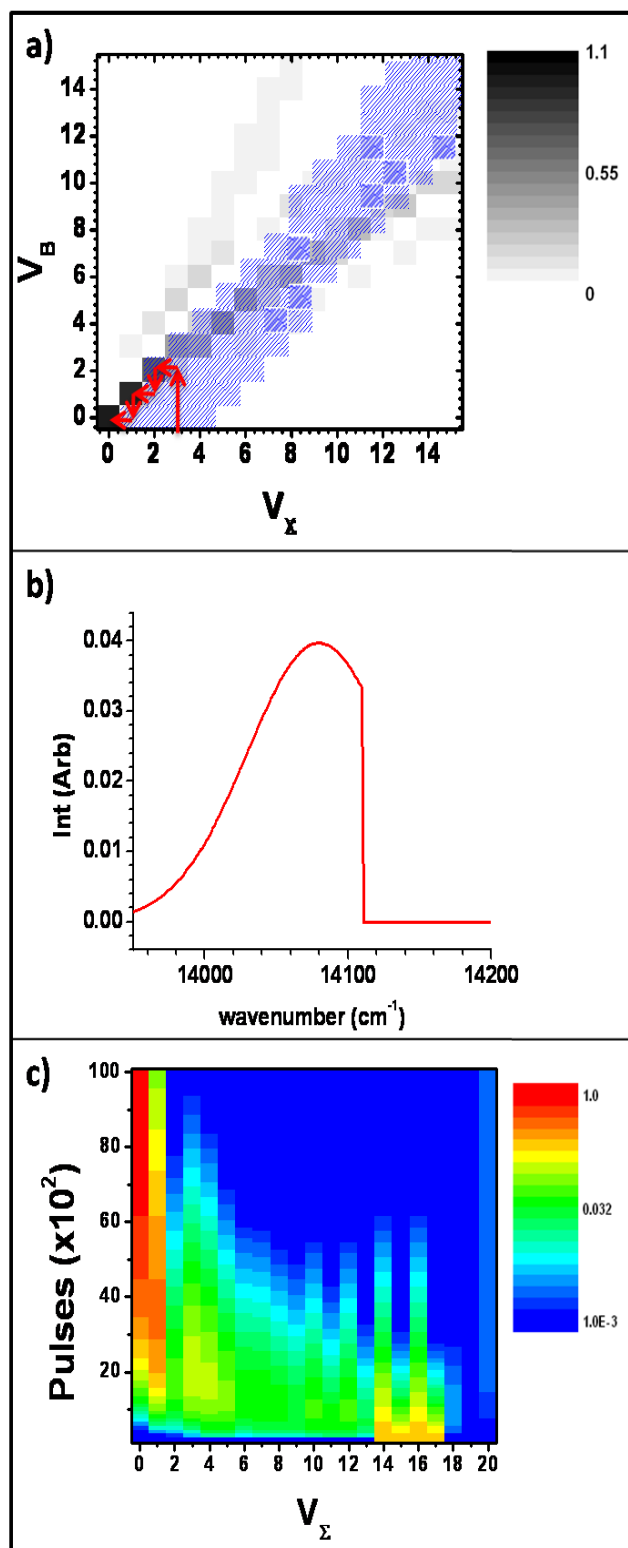 a)
1.1
0.55
0
14
12
10
8
6
4
2
0
V_B
0 2 4 6 8 10 12 14
V_X
b)
0.04
0.03
0.02
0.01
0.00
Int (Arb)
14000 14100 14200
wavenumber (cm⁻¹)
c)
100
80
60
40
20
Pulses (x10²)
1.0
0.032
1.0E-3
0 2 4 6 8 10 12 14 16 18 20
V_Σ